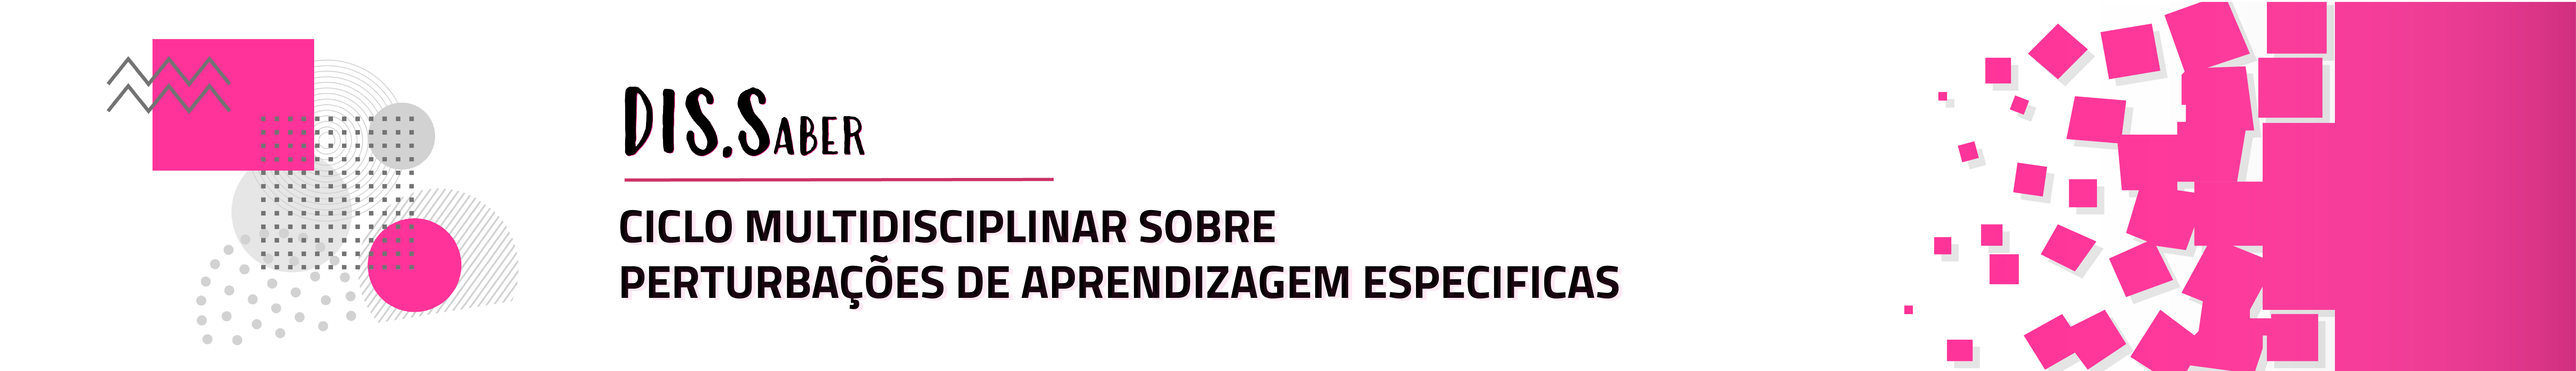 DIS.SABER
CICLO MULTIDISCIPLINAR SOBRE
PERTURBAÇÕES DE APRENDIZAGEM ESPECIFICAS